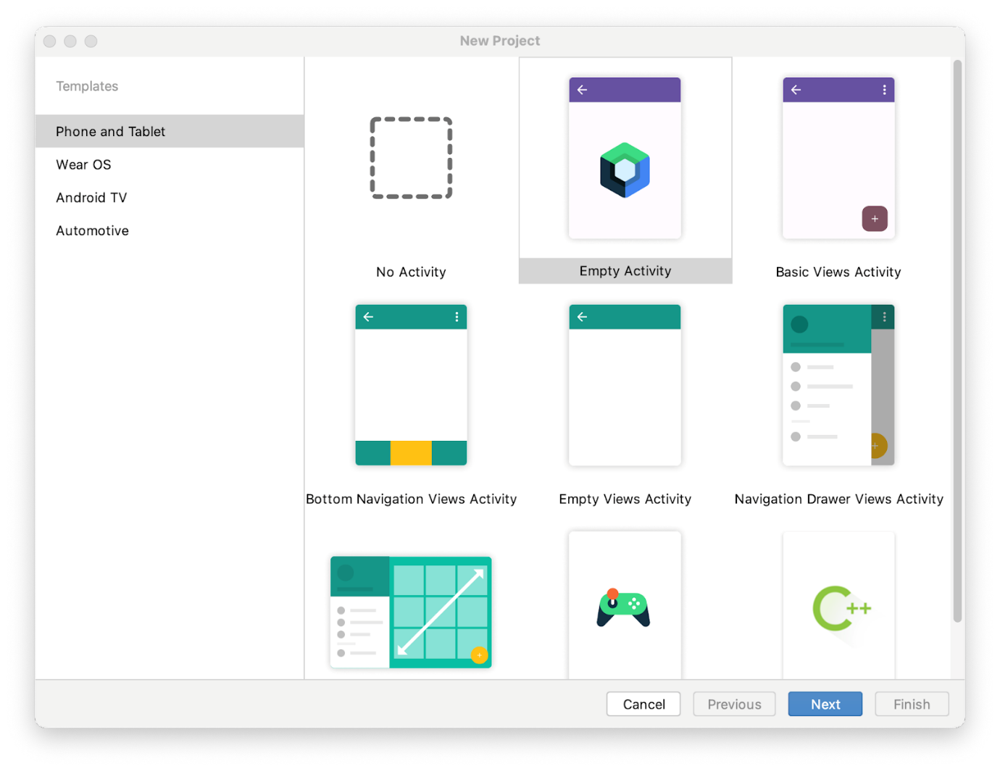 New Project
Templates
Phone and Tablet
Wear OS
Android TV
Automotive
No Activity
Empty Activity
Basic Views Activity
Bottom Navigation Views Activity
Empty Views Activity
Navigation Drawer Views Activity
C++
Cancel
Previous
Next
Finish